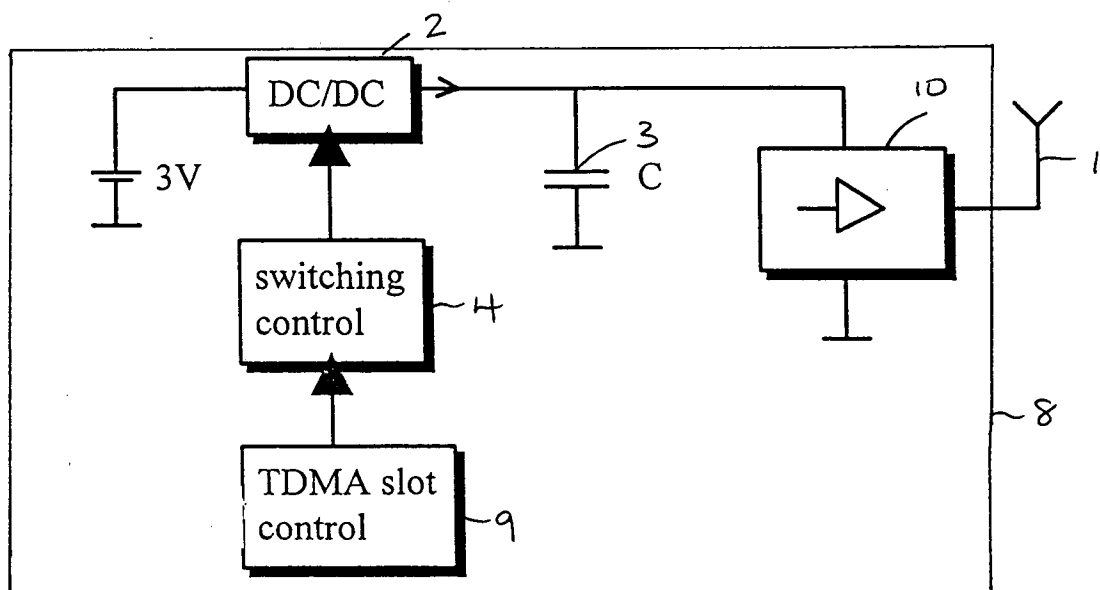 2
DC/DC
10
3V
3
C
1
switching
control
4
8
TDMA slot
control
9